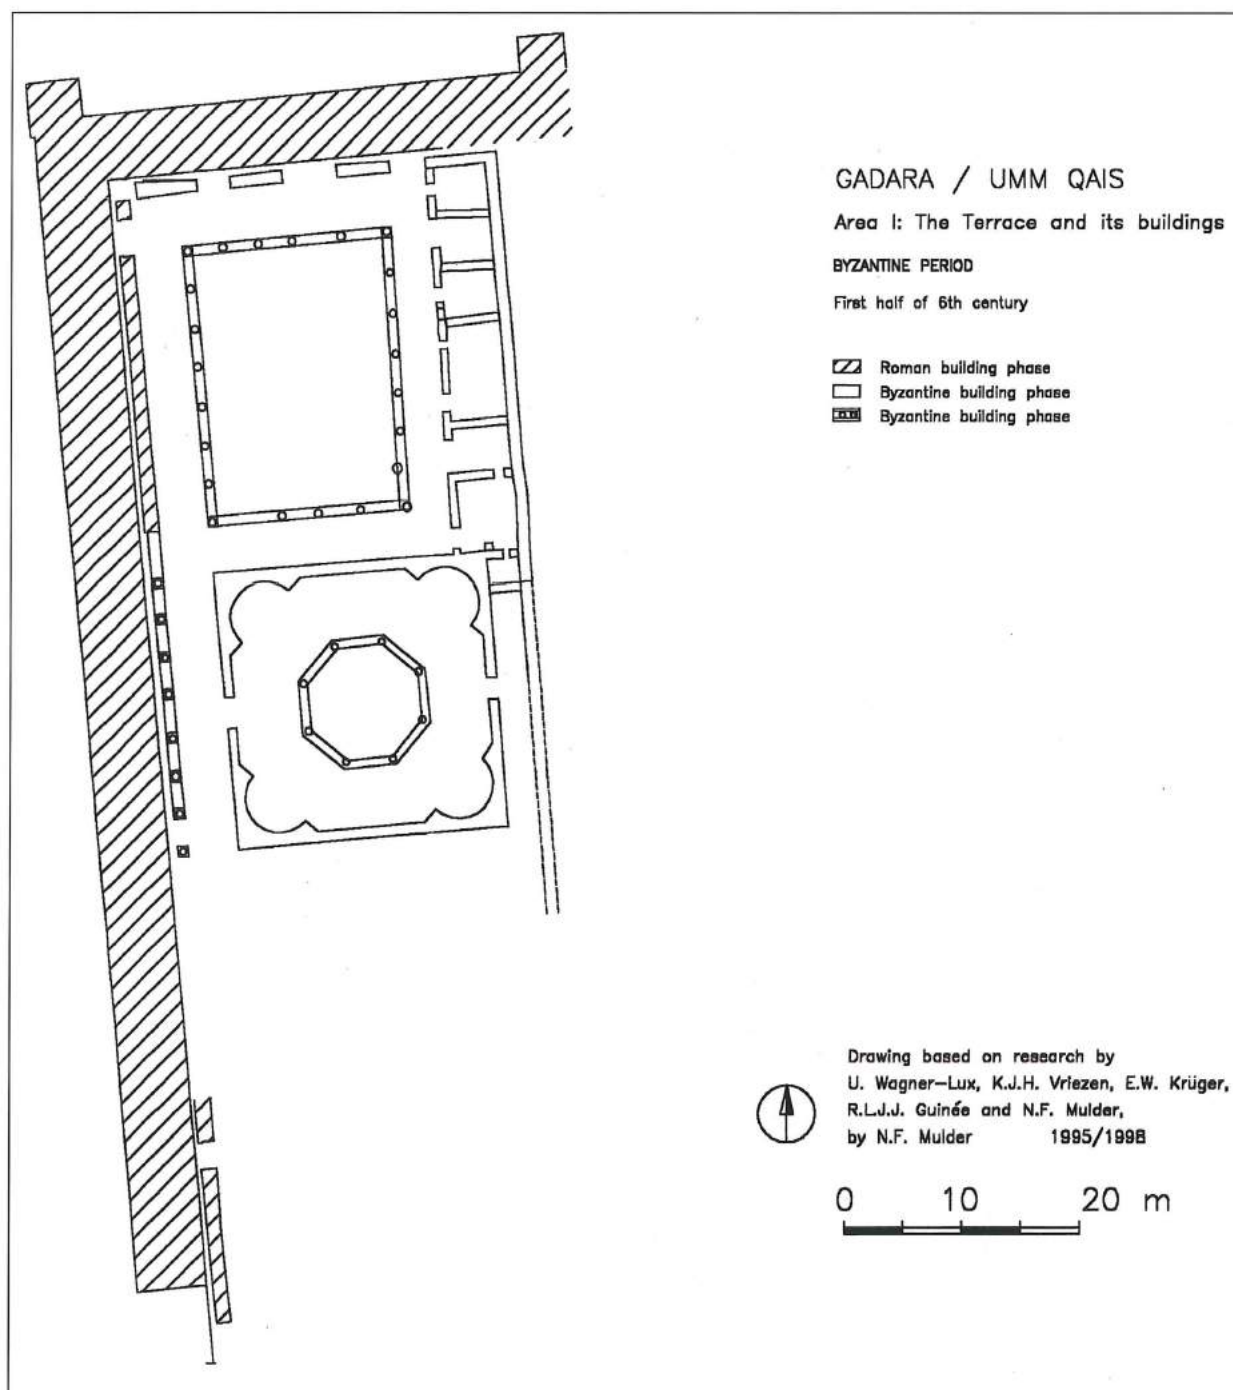 GADARA / UMM QAIS
Area I: The Terrace and its buildings
BYZANTINE PERIOD
First half of 6th century
Roman building phase
Byzantine building phase
Byzantine building phase
Drawing based on research by
U. Wagner-Lux, K.J.H. Vriezen, E.W. Krüger,
R.L.J.J. Guinée and N.F. Mulder,
by N.F. Mulder 1995/1998
0 10 20 m